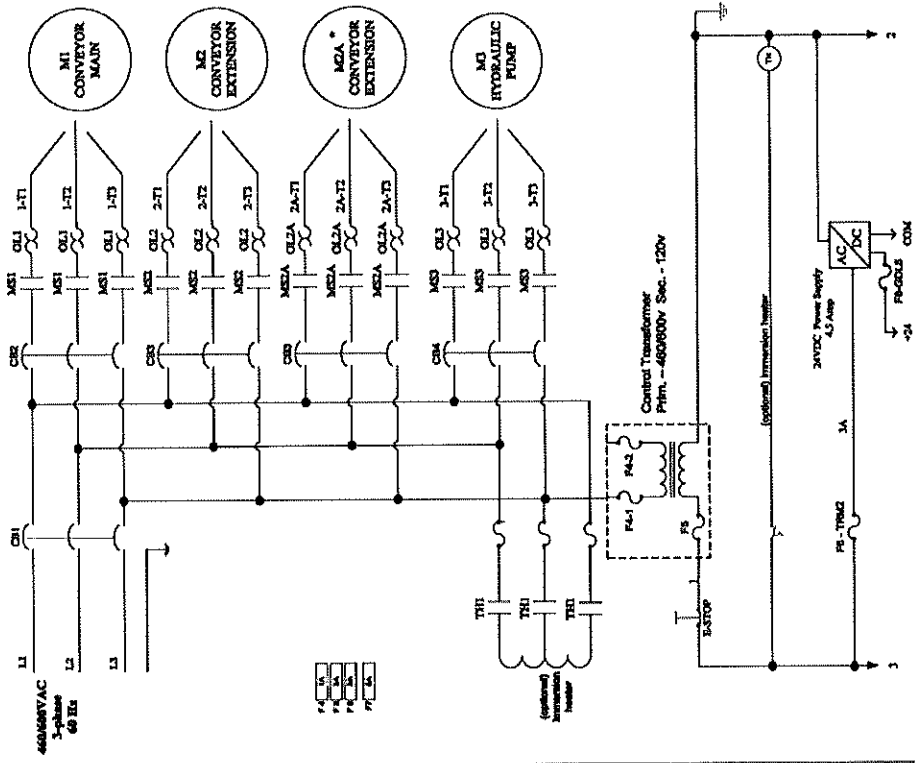 M1
CONVEYOR
MAIN
M2
CONVEYOR
EXTENSION
*
M2A
CONVEYOR
EXTENSION
M3
HYDRAULIC
PUMP
1-T1
1-T2
1-T3
2-T1
2-T2
2-T3
2A-T1
2A-T2
2A-T3
3-T1
3-T2
3-T3
OL1
OL1
OL1
OL2
OL2
OL2
OL2A
OL2A
OL2A
OL3
OL3
OL3
MS1
MS1
MS1
MS2
MS2
MS2
MS2A
MS2A
MS2A
MS3
MS3
MS3
CB2
CB3
CB3
CB4
CB1
L1
L2
L3
460/600VAC
3-phase
60 Hz
TH1
TH1
TH1
(optional)
Immersion
heater
Control Transformer
Prim. - 460/600v Sec. - 120v
F4-2
F4-1
F5
1
E-STOP
2
3
(optional) Immersion heater
24VDC Power Supply
4.5 Amp
AC
DC
COM
+24
3A